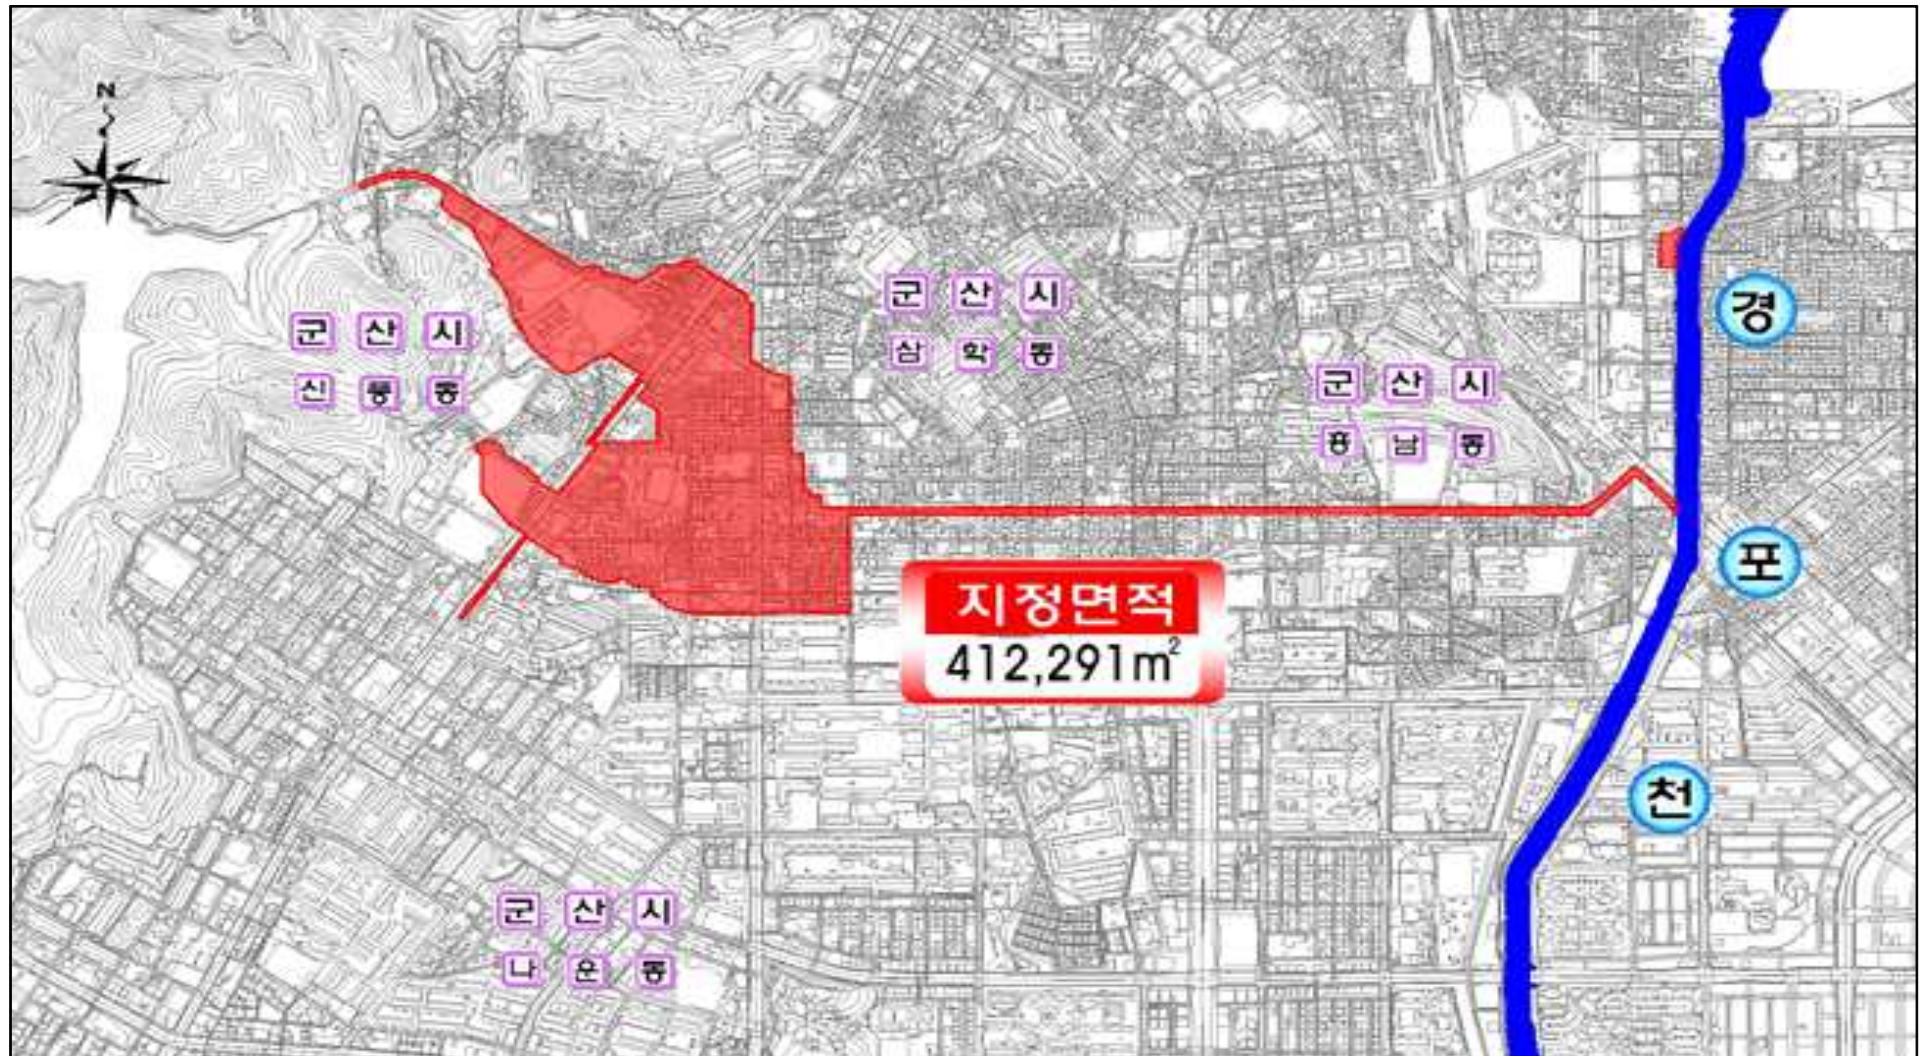 N
군산시
삼학동
경
군산시
신풍동
군산시
흥남동
포
지정면적
412,291m²
천
군산시
나운동